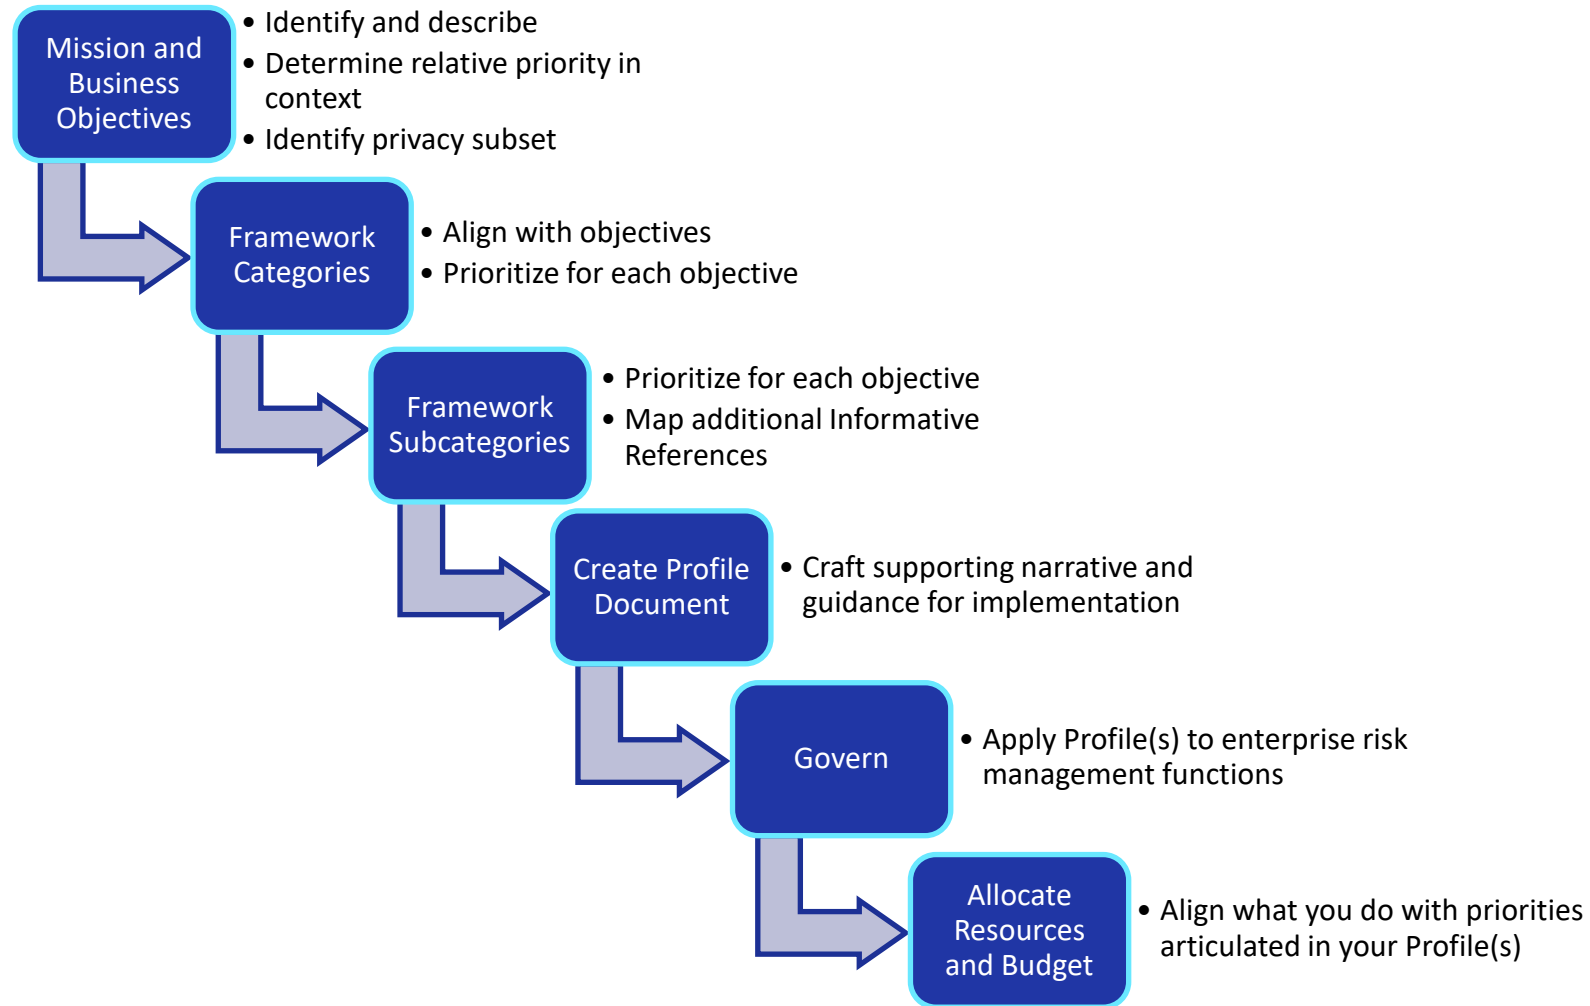 Mission and
Business
Objectives
• Identify and describe
• Determine relative priority in
context
• Identify privacy subset
Framework
Categories
• Align with objectives
• Prioritize for each objective
Framework
Subcategories
• Prioritize for each objective
• Map additional Informative
References
Create Profile
Document
• Craft supporting narrative and
guidance for implementation
Govern
• Apply Profile(s) to enterprise risk
management functions
Allocate
Resources
and Budget
• Align what you do with priorities
articulated in your Profile(s)